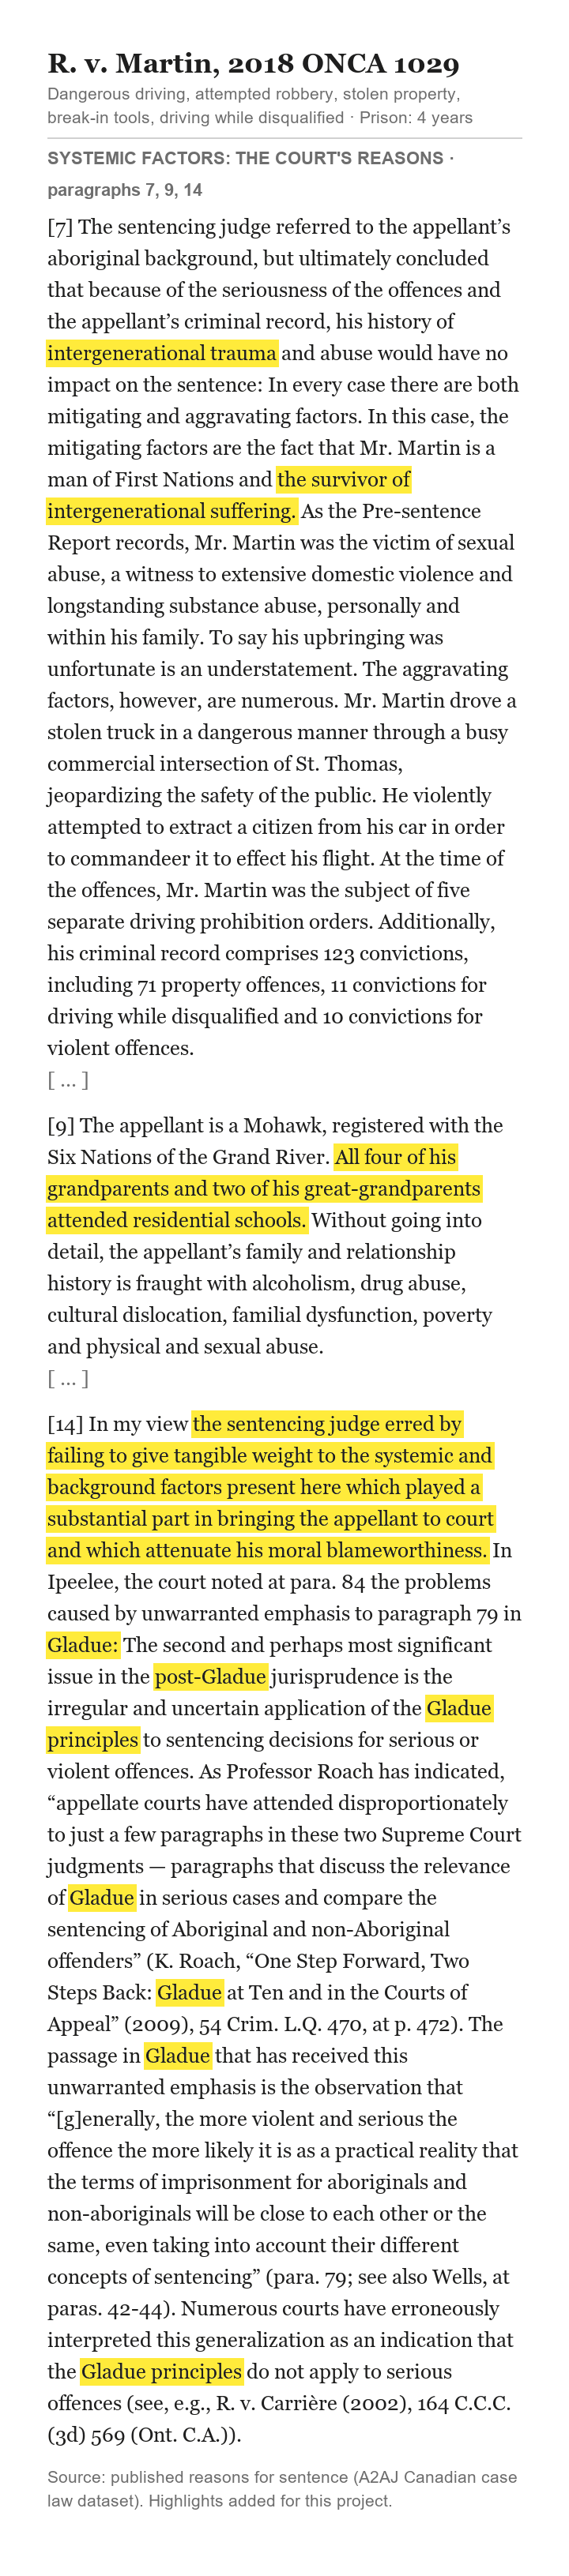 R. v. Martin, 2018 ONCA 1029
Dangerous driving, attempted robbery, stolen property,
break-in tools, driving while disqualified · Prison: 4 years
SYSTEMIC FACTORS: THE COURT'S REASONS ·
paragraphs 7, 9, 14
[7] The sentencing judge referred to the appellant’s
aboriginal background, but ultimately concluded
that because of the seriousness of the offences and
the appellant’s criminal record, his history of
intergenerational trauma and abuse would have no
impact on the sentence: In every case there are both
mitigating and aggravating factors. In this case, the
mitigating factors are the fact that Mr. Martin is a
man of First Nations and the survivor of
intergenerational suffering. As the Pre-sentence
Report records, Mr. Martin was the victim of sexual
abuse, a witness to extensive domestic violence and
longstanding substance abuse, personally and
within his family. To say his upbringing was
unfortunate is an understatement. The aggravating
factors, however, are numerous. Mr. Martin drove a
stolen truck in a dangerous manner through a busy
commercial intersection of St. Thomas,
jeopardizing the safety of the public. He violently
attempted to extract a citizen from his car in order
to commandeer it to effect his flight. At the time of
the offences, Mr. Martin was the subject of five
separate driving prohibition orders. Additionally,
his criminal record comprises 123 convictions,
including 71 property offences, 11 convictions for
driving while disqualified and 10 convictions for
violent offences.
[ ... ]
[9] The appellant is a Mohawk, registered with the
Six Nations of the Grand River. All four of his
grandparents and two of his great-grandparents
attended residential schools. Without going into
detail, the appellant’s family and relationship
history is fraught with alcoholism, drug abuse,
cultural dislocation, familial dysfunction, poverty
and physical and sexual abuse.
[ ... ]
[14] In my view the sentencing judge erred by
failing to give tangible weight to the systemic and
background factors present here which played a
substantial part in bringing the appellant to court
and which attenuate his moral blameworthiness. In
Ipeelee, the court noted at para. 84 the problems
caused by unwarranted emphasis to paragraph 79 in
Gladue: The second and perhaps most significant
issue in the post-Gladue jurisprudence is the
irregular and uncertain application of the Gladue
principles to sentencing decisions for serious or
violent offences. As Professor Roach has indicated,
“appellate courts have attended disproportionately
to just a few paragraphs in these two Supreme Court
judgments — paragraphs that discuss the relevance
of Gladue in serious cases and compare the
sentencing of Aboriginal and non-Aboriginal
offenders” (K. Roach, “One Step Forward, Two
Steps Back: Gladue at Ten and in the Courts of
Appeal” (2009), 54 Crim. L.Q. 470, at p. 472). The
passage in Gladue that has received this
unwarranted emphasis is the observation that
“[g]enerally, the more violent and serious the
offence the more likely it is as a practical reality that
the terms of imprisonment for aboriginals and
non-aboriginals will be close to each other or the
same, even taking into account their different
concepts of sentencing” (para. 79; see also Wells, at
paras. 42-44). Numerous courts have erroneously
interpreted this generalization as an indication that
the Gladue principles do not apply to serious
offences (see, e.g., R. v. Carrière (2002), 164 C.C.C.
(3d) 569 (Ont. C.A.)).
Source: published reasons for sentence (A2AJ Canadian case
law dataset). Highlights added for this project.